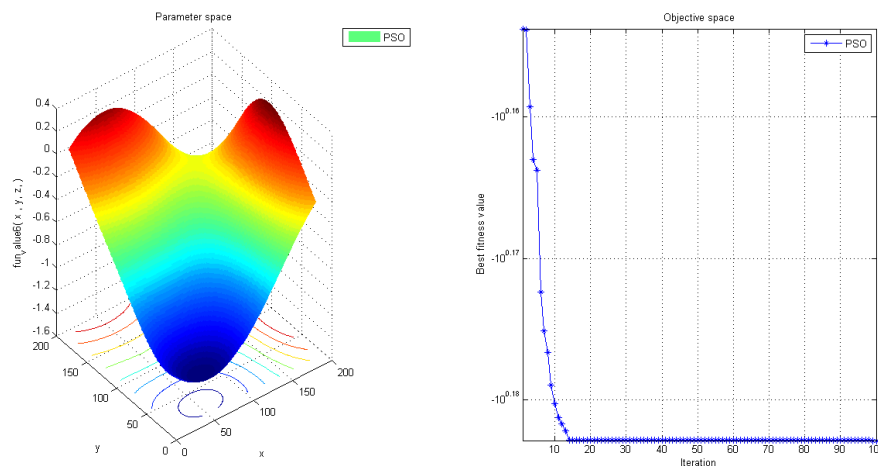 Parameter space
PSO
0.4
0.2
0
-0.2
-0.4
-0.6
-0.8
-1
-1.2
-1.4
-1.6
fun_value6( x , y, z, )
200
150
100
50
0
y
0
50
100
150
200
x
Objective space
PSO
-10^0.16
-10^0.17
-10^0.18
Best fitness value
10 20 30 40 50 60 70 80 90 100
Iteration